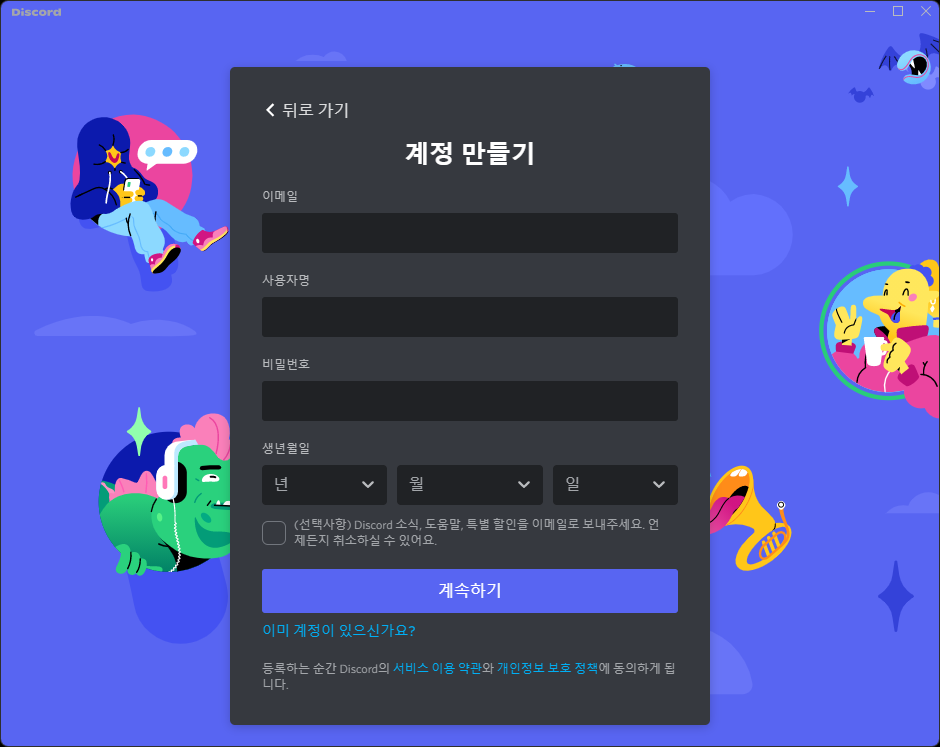 Discord
뒤로 가기
계정 만들기
이메일
사용자명
비밀번호
생년월일
년 월 일
(선택사항) Discord 소식, 도움말, 특별 할인을 이메일로 보내주세요. 언
제든지 취소하실 수 있어요.
계속하기
이미 계정이 있으신가요?
등록하는 순간 Discord의 서비스 이용 약관와 개인정보 보호 정책에 동의하게 됩
니다.